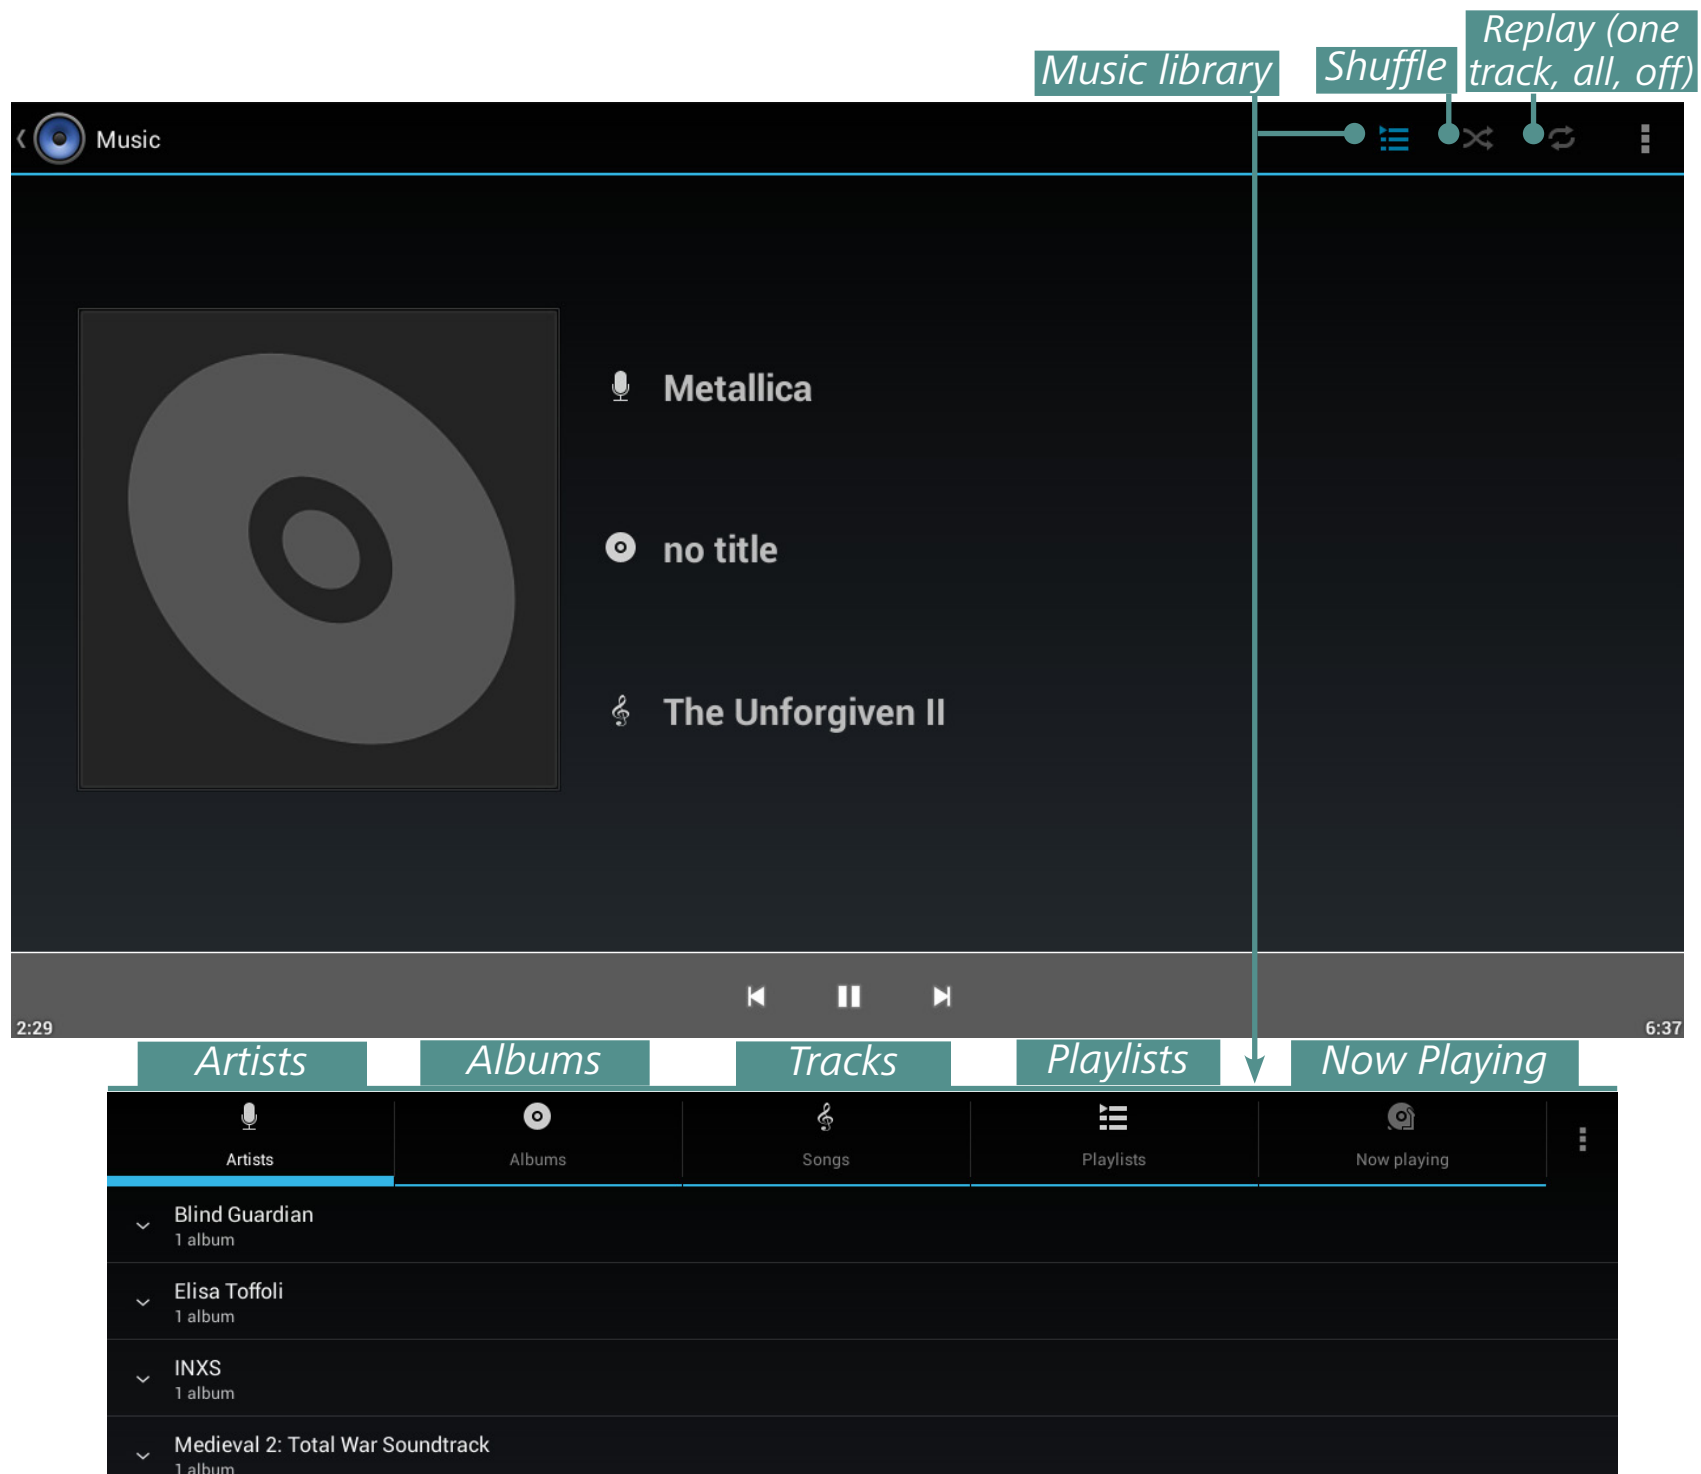 Music library
Shuffle
Replay (one
track, all, off)
Music
Metallica
no title
The Unforgiven II
2:29
6:37
Artists
Albums
Tracks
Playlists
Now Playing
Artists
Albums
Songs
Playlists
Now playing
Blind Guardian
1 album
Elisa Toffoli
1 album
INXS
1 album
Medieval 2: Total War Soundtrack
1 album